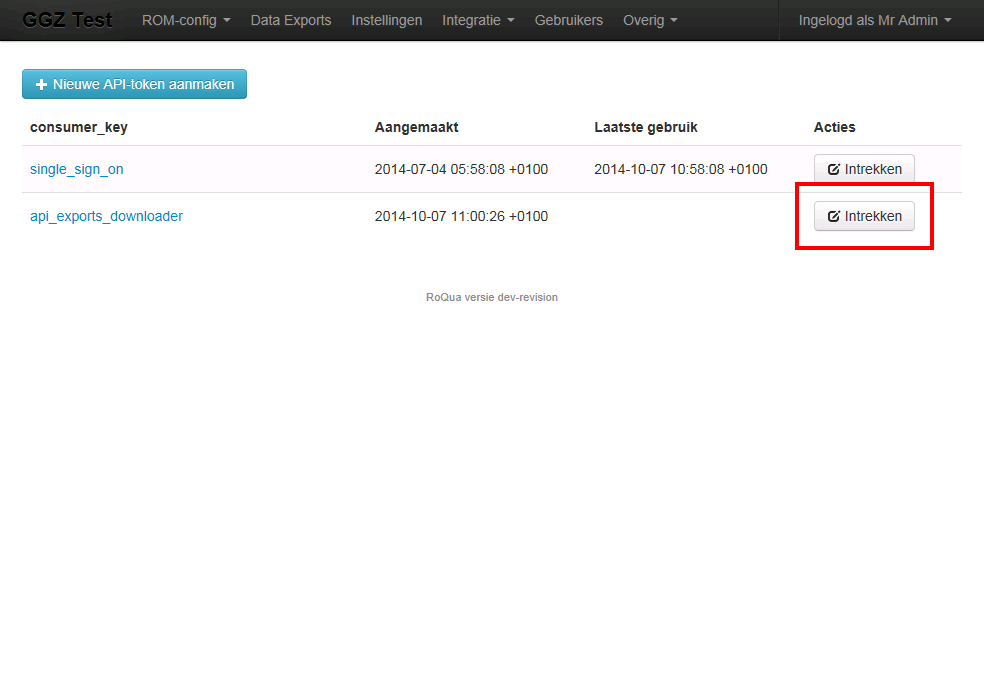 GGZ Test ROM-config Data Exports Instellingen Integratie Gebruikers Overig Ingelogd als Mr Admin
Nieuwe API-token aanmaken
consumer_key Aangemaakt Laatste gebruik Acties
single_sign_on 2014-07-04 05:58:08 +0100 2014-10-07 10:58:08 +0100 Intrekken
api_exports_downloader 2014-10-07 11:00:26 +0100 Intrekken
RoQua versie dev-revision